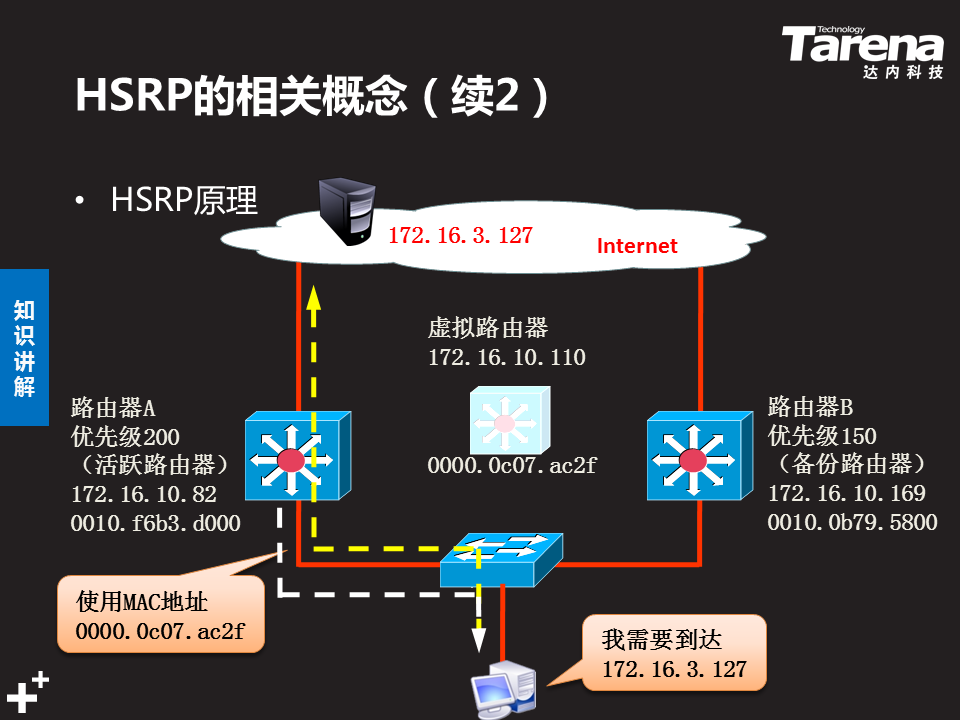 Technology
Tarena
达内科技
HSRP的相关概念（续2）
• HSRP原理
172.16.3.127
Internet
知识讲解
虚拟路由器
172.16.10.110
0000.0c07.ac2f
路由器A
优先级200
（活跃路由器）
172.16.10.82
0010.f6b3.d000
路由器B
优先级150
（备份路由器）
172.16.10.169
0010.0b79.5800
使用MAC地址
0000.0c07.ac2f
我需要到达
172.16.3.127